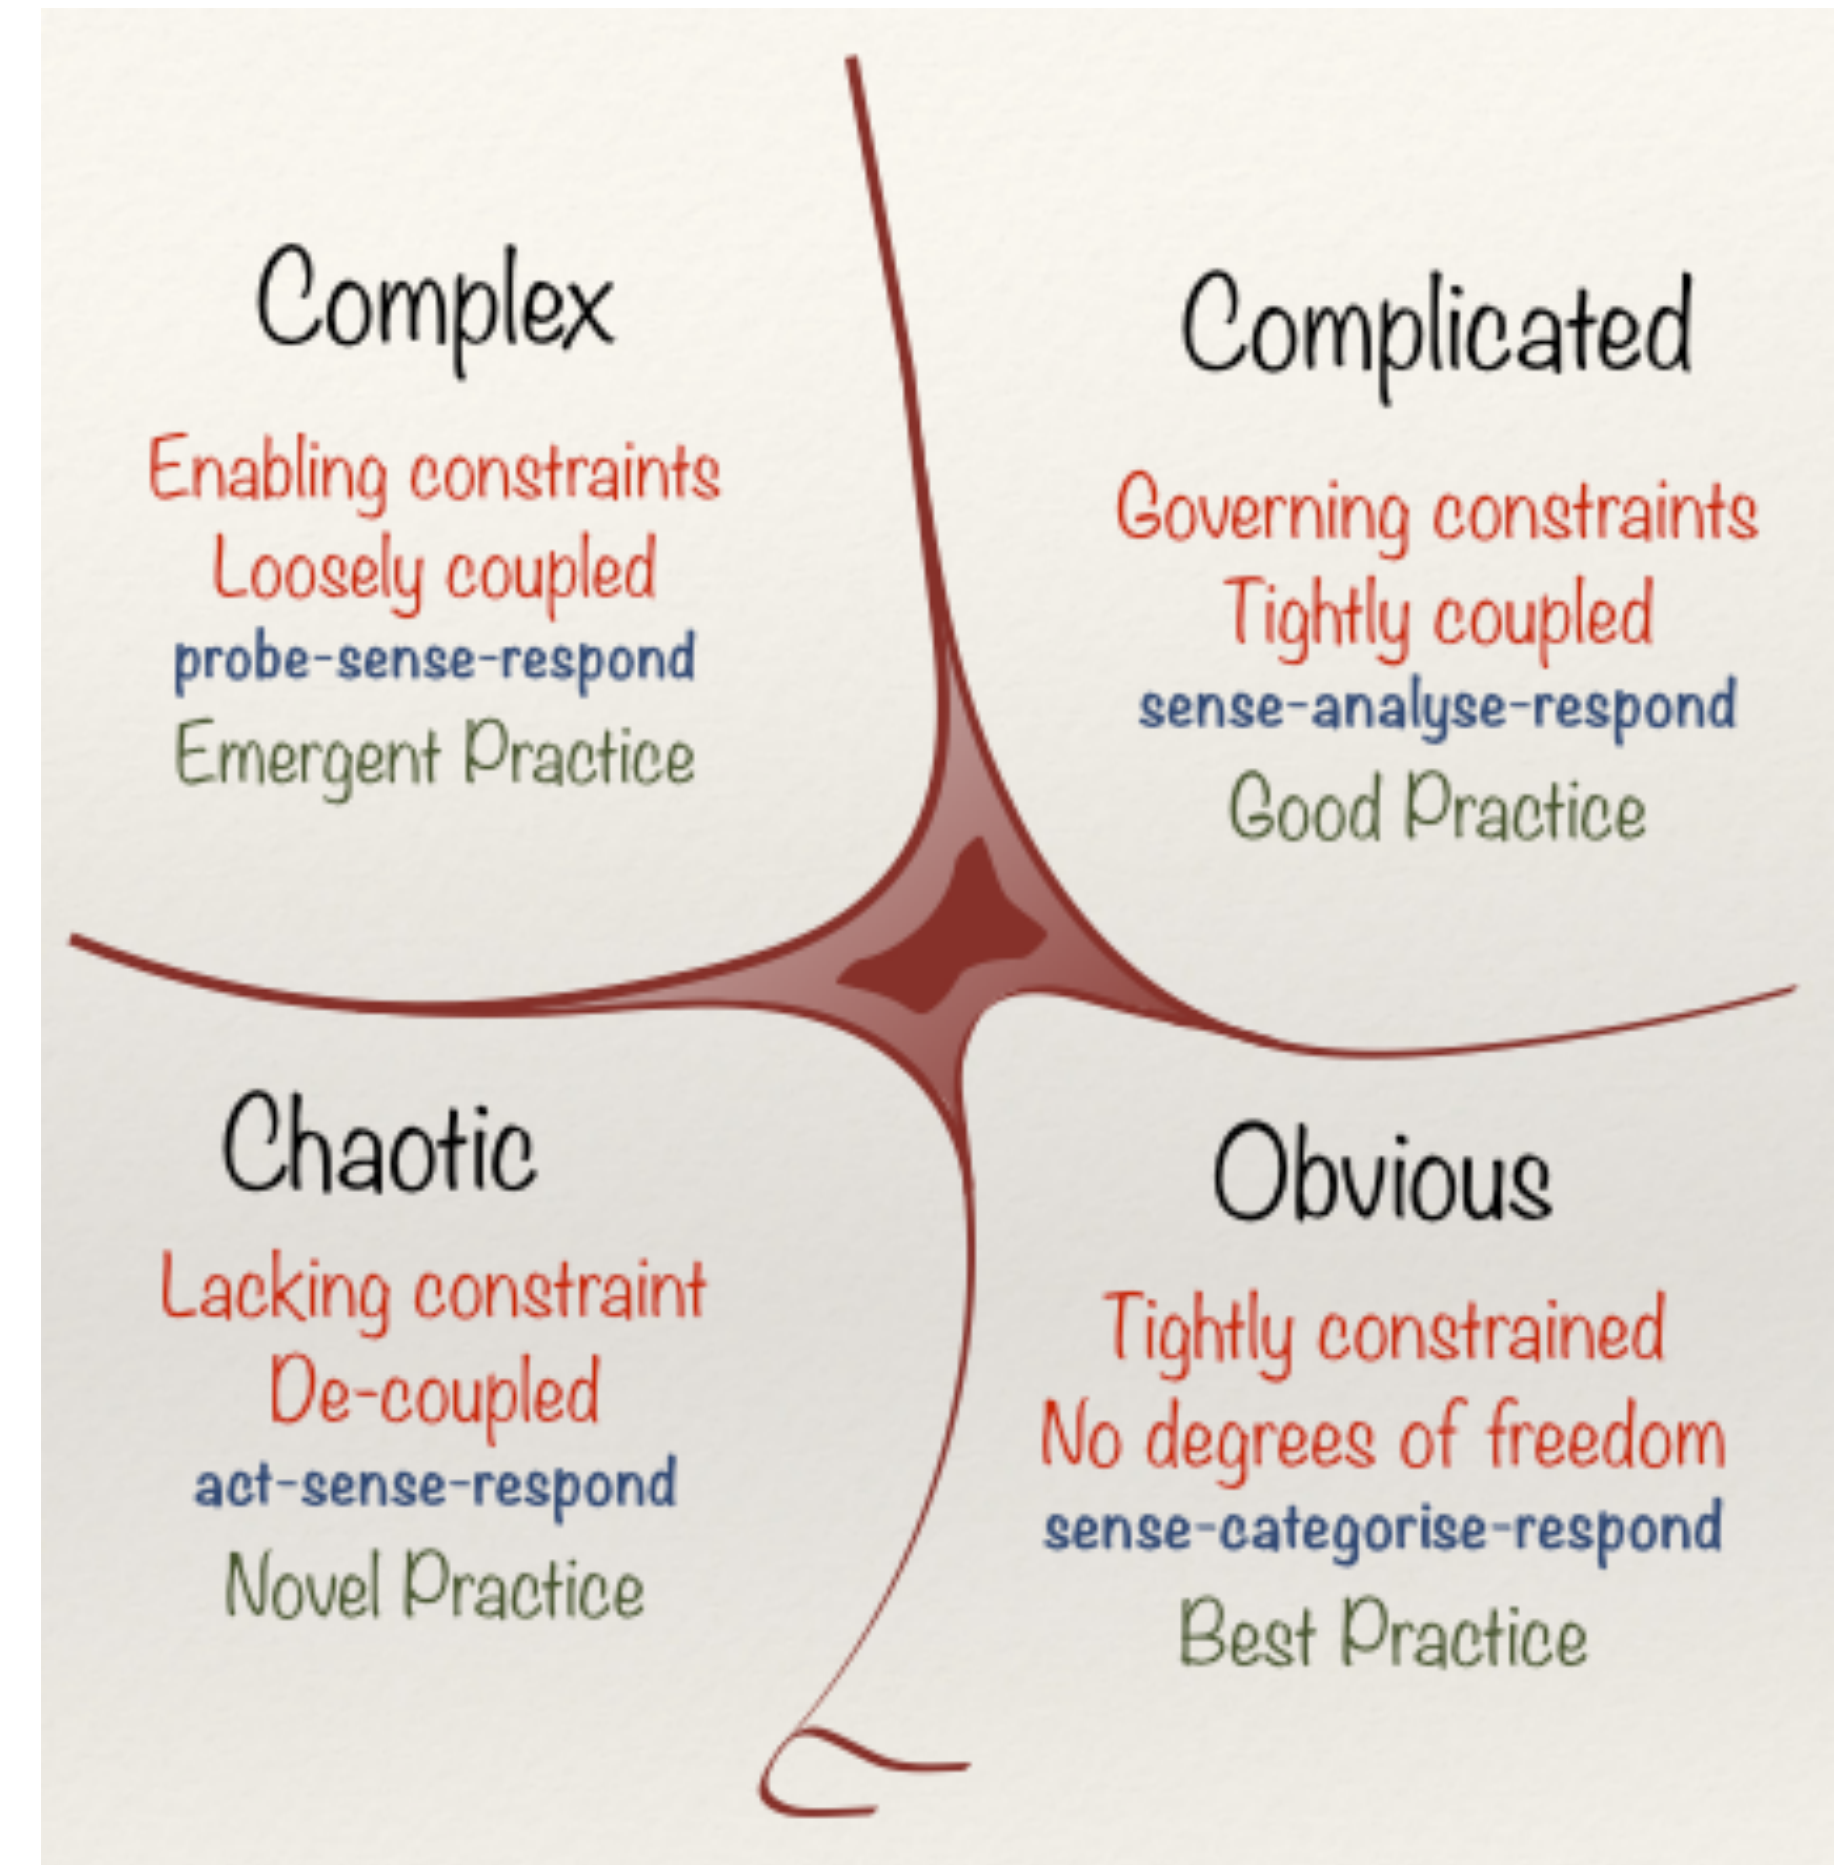 Complex
Enabling constraints
Loosely coupled
probe-sense-respond
Emergent Practice
Complicated
Governing constraints
Tightly coupled
sense-analyse-respond
Good Practice
Chaotic
Lacking constraint
De-coupled
act-sense-respond
Novel Practice
Obvious
Tightly constrained
No degrees of freedom
sense-categorise-respond
Best Practice